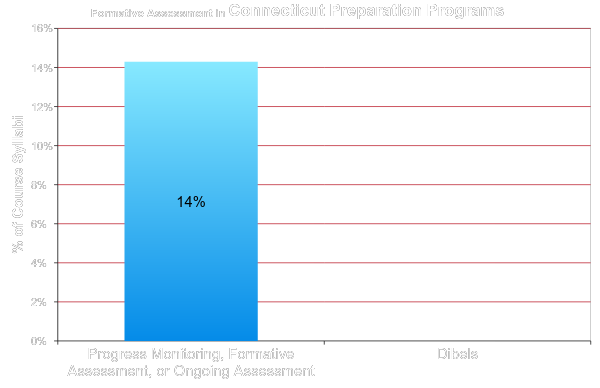 Formative Assessment in Connecticut Preparation Programs
16%
14%
12%
10%
8%
6%
4%
2%
0%
% of Course Syllabi
14%
Progress Monitoring, Formative
Assessment, or Ongoing Assessment
Dibels